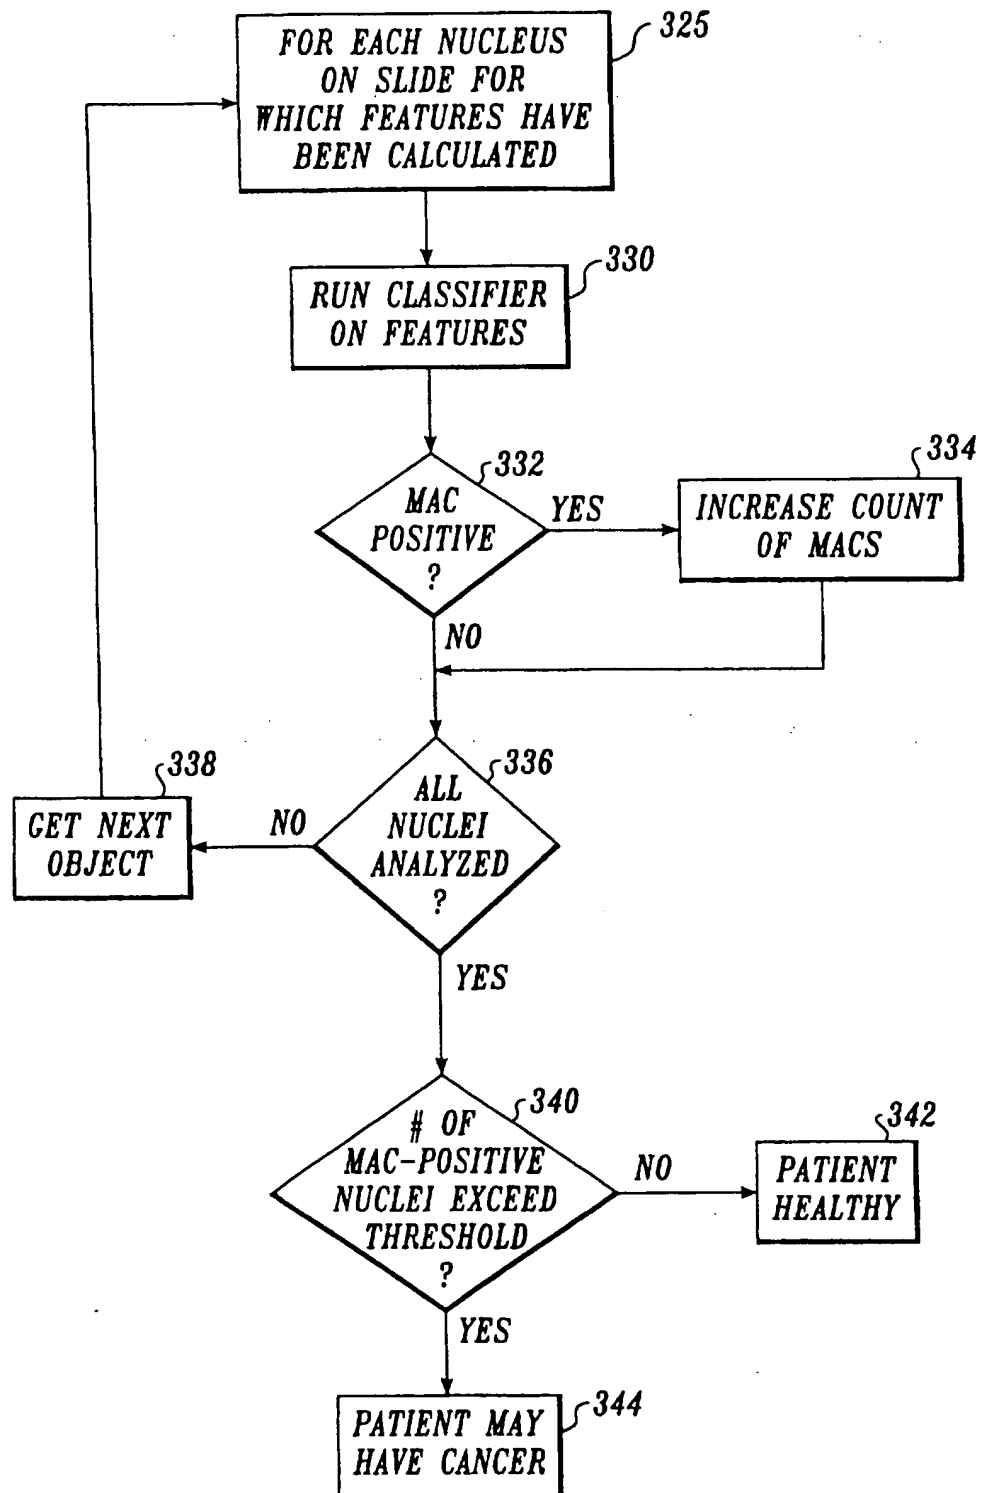 325
FOR EACH NUCLEUS
ON SLIDE FOR
WHICH FEATURES HAVE
BEEN CALCULATED
330
RUN CLASSIFIER
ON FEATURES
332
MAC
POSITIVE
?
YES
334
INCREASE COUNT
OF MACS
NO
336
ALL
NUCLEI
ANALYZED
?
NO
338
GET NEXT
OBJECT
YES
340
# OF
MAC-POSITIVE
NUCLEI EXCEED
THRESHOLD
?
NO
342
PATIENT
HEALTHY
YES
344
PATIENT MAY
HAVE CANCER